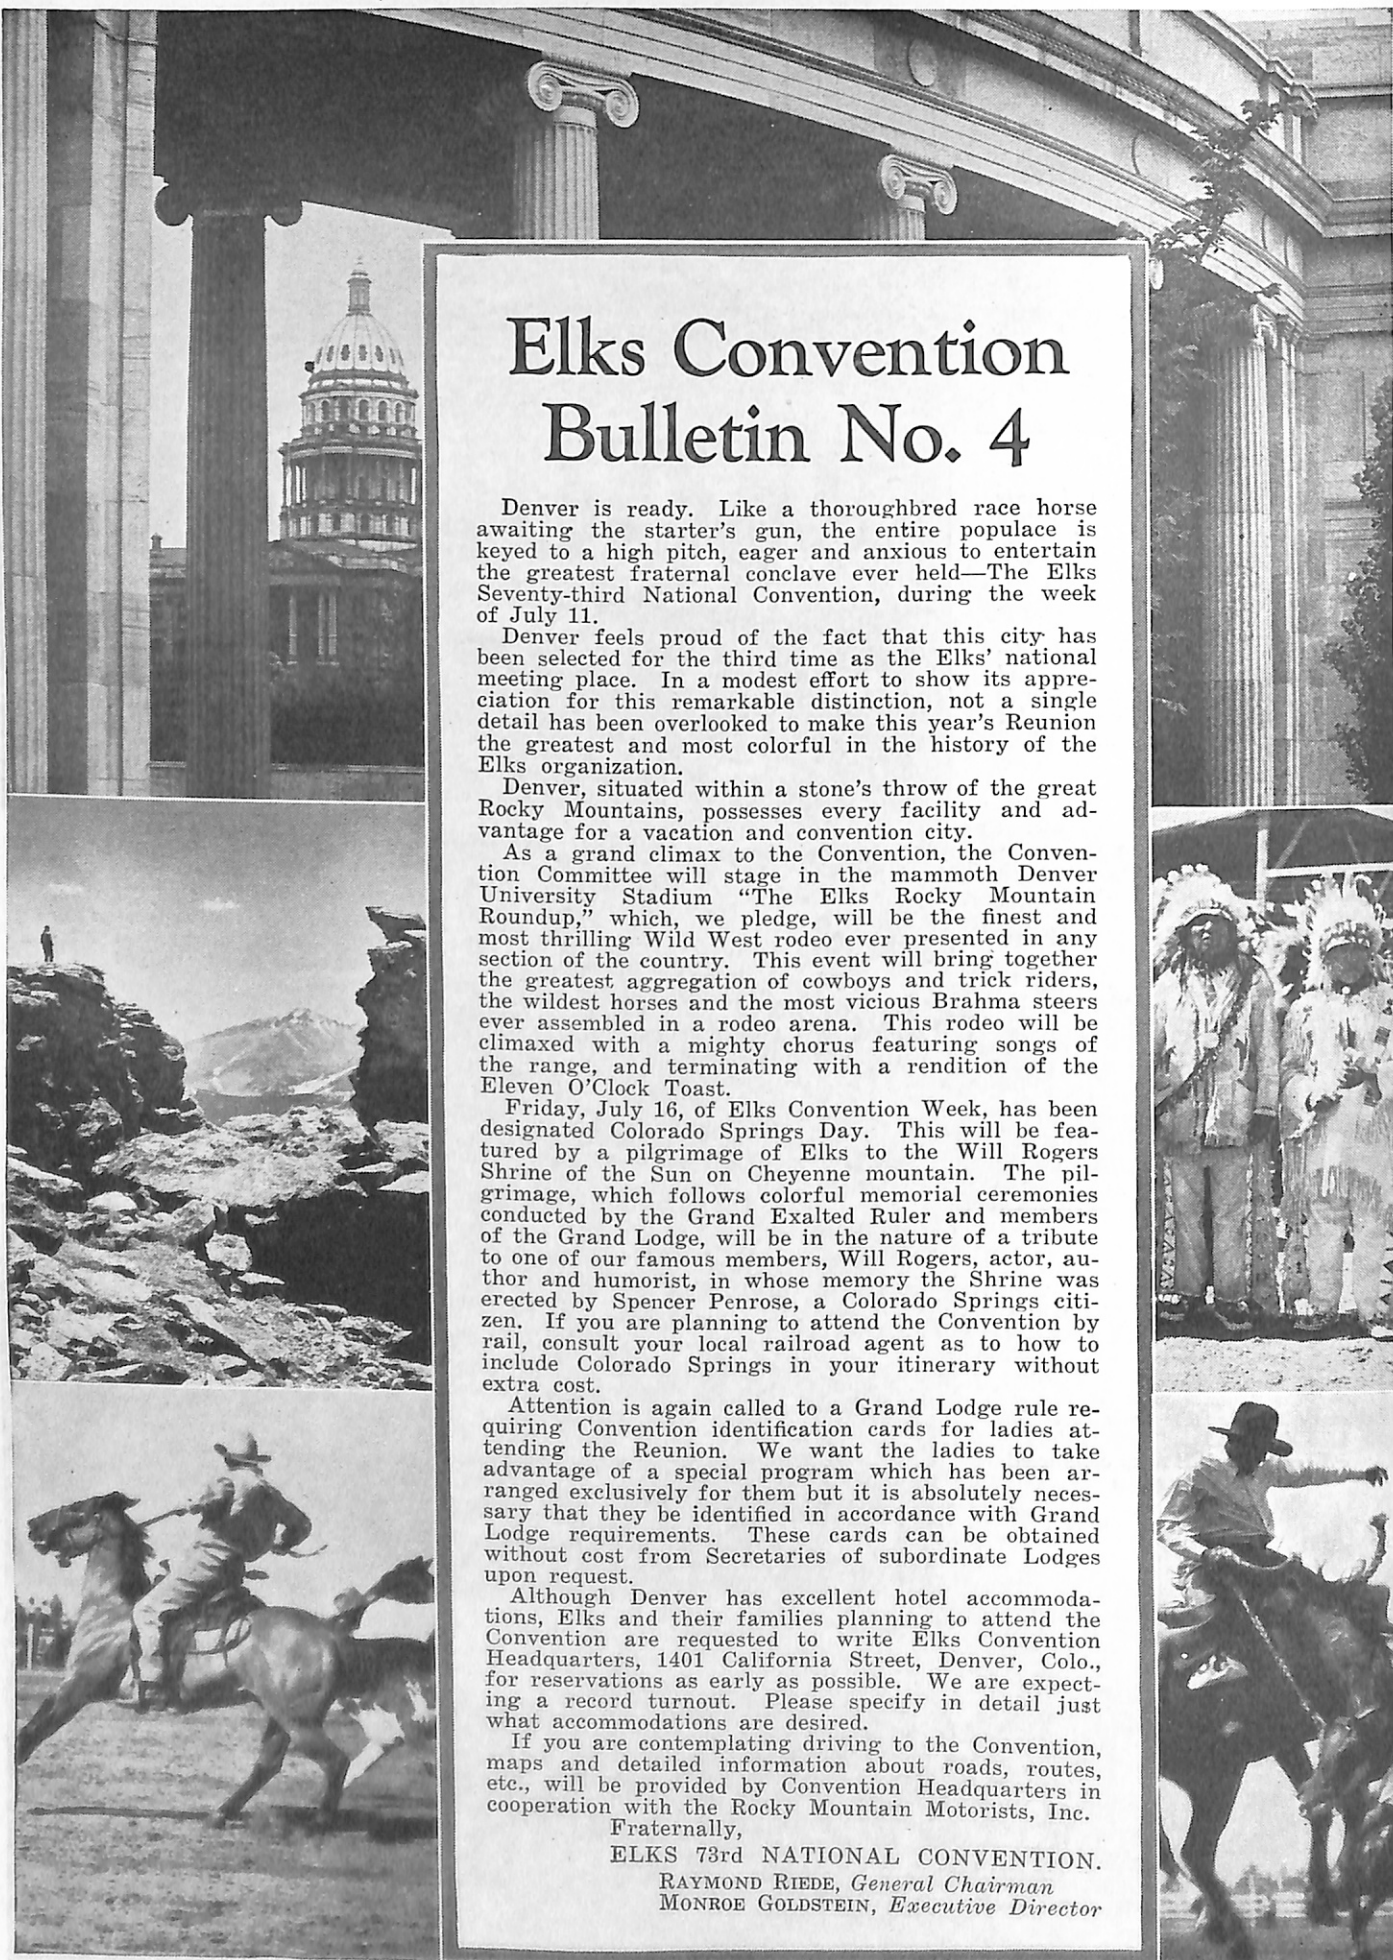 Elks Convention
Bulletin No. 4
Denver is ready. Like a thoroughbred race horse
awaiting the starter's gun, the entire populace is
keyed to a high pitch, eager and anxious to entertain
the greatest fraternal conclave ever held—The Elks
Seventy-third National Convention, during the week
of July 11.
Denver feels proud of the fact that this city has
been selected for the third time as the Elks' national
meeting place. In a modest effort to show its appre-
ciation for this remarkable distinction, not a single
detail has been overlooked to make this year's Reunion
the greatest and most colorful in the history of the
Elks organization.
Denver, situated within a stone's throw of the great
Rocky Mountains, possesses every facility and ad-
vantage for a vacation and convention city.
As a grand climax to the Convention, the Conven-
tion Committee will stage in the mammoth Denver
University Stadium "The Elks Rocky Mountain
Roundup," which, we pledge, will be the finest and
most thrilling Wild West rodeo ever presented in any
section of the country. This event will bring together
the greatest aggregation of cowboys and trick riders,
the wildest horses and the most vicious Brahma steers
ever assembled in a rodeo arena. This rodeo will be
climaxed with a mighty chorus featuring songs of
the range, and terminating with a rendition of the
Eleven O'Clock Toast.
Friday, July 16, of Elks Convention Week, has been
designated Colorado Springs Day. This will be fea-
tured by a pilgrimage of Elks to the Will Rogers
Shrine of the Sun on Cheyenne mountain. The pil-
grimage, which follows colorful memorial ceremonies
conducted by the Grand Exalted Ruler and members
of the Grand Lodge, will be in the nature of a tribute
to one of our famous members, Will Rogers, actor, au-
thor and humorist, in whose memory the Shrine was
erected by Spencer Penrose, a Colorado Springs citi-
zen. If you are planning to attend the Convention by
rail, consult your local railroad agent as to how to
include Colorado Springs in your itinerary without
extra cost.
Attention is again called to a Grand Lodge rule re-
quiring Convention identification cards for ladies at-
tending the Reunion. We want the ladies to take
advantage of a special program which has been ar-
ranged exclusively for them but it is absolutely neces-
sary that they be identified in accordance with Grand
Lodge requirements. These cards can be obtained
without cost from Secretaries of subordinate Lodges
upon request.
Although Denver has excellent hotel accommoda-
tions, Elks and their families planning to attend the
Convention are requested to write Elks Convention
Headquarters, 1401 California Street, Denver, Colo.,
for reservations as early as possible. We are expect-
ing a record turnout. Please specify in detail just
what accommodations are desired.
If you are contemplating driving to the Convention,
maps and detailed information about roads, routes,
etc., will be provided by Convention Headquarters in
cooperation with the Rocky Mountain Motorists, Inc.
Fraternally,
ELKS 73rd NATIONAL CONVENTION.
RAYMOND RIEDE, General Chairman
MONROE GOLDSTEIN, Executive Director